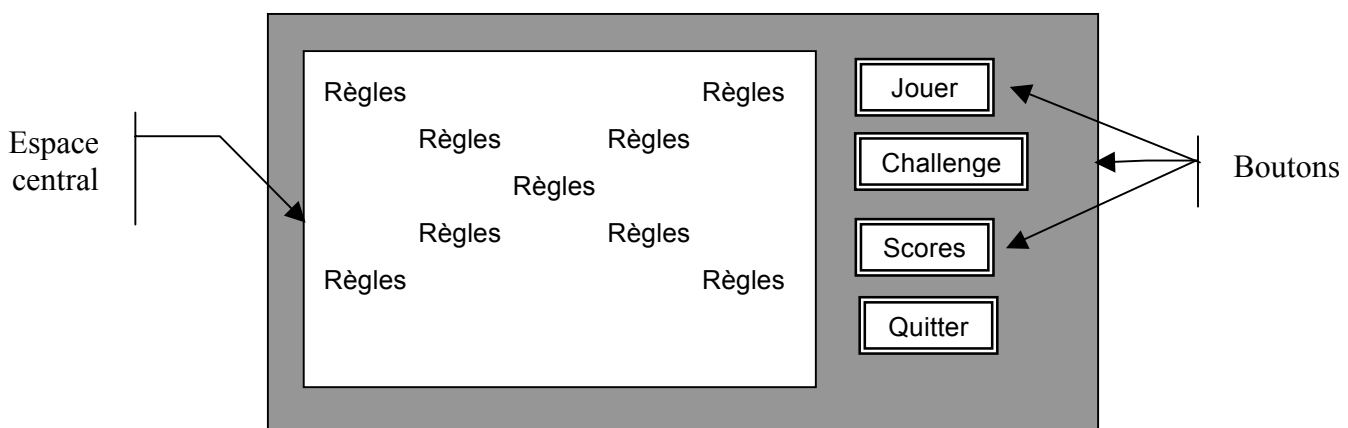 Espace
central
Règles Règles
Règles Règles
Règles
Règles Règles
Règles Règles
Jouer
Challenge
Scores
Quitter
Boutons